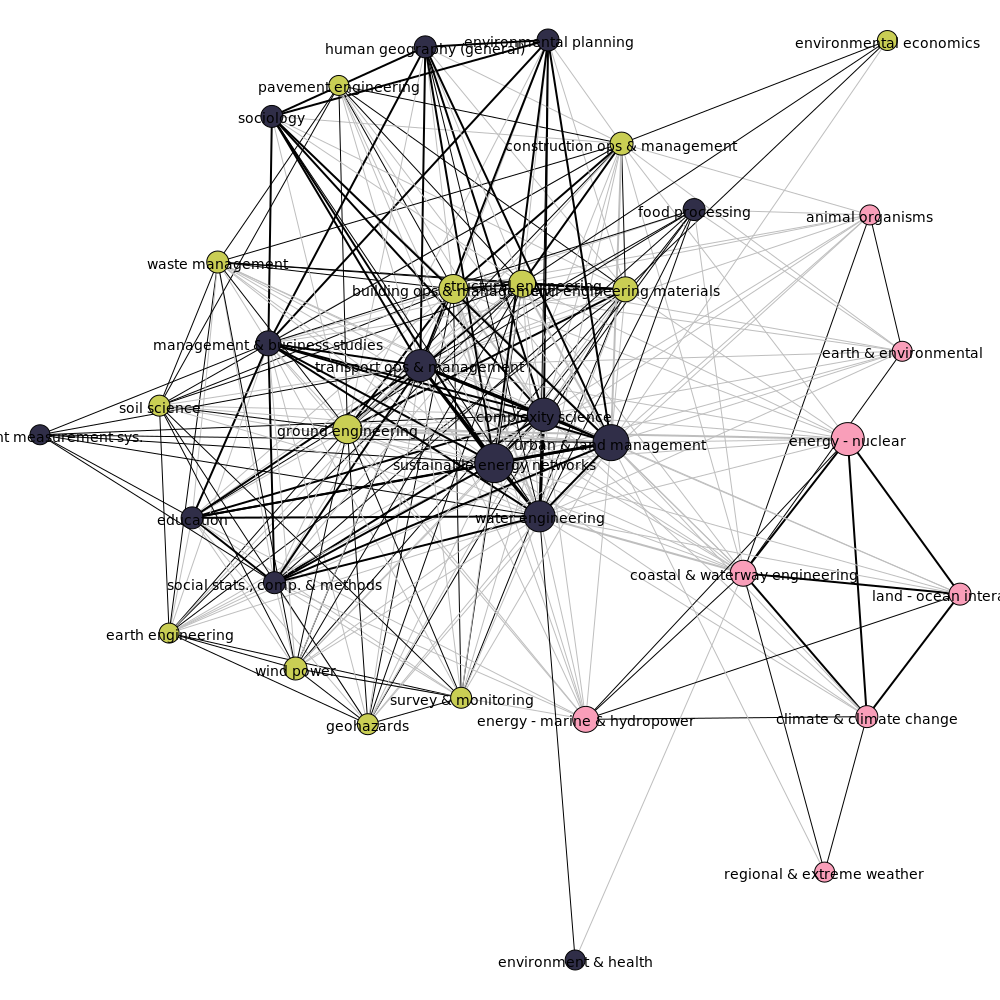 environmental planning
environmental economics
human geography (general)
pavement engineering
sociology
construction ops & management
food processing
animal organisms
waste management
structural engineering
building ops & management
engineering materials
management & business studies
earth & environmental
transport ops & management
soil science
complexity science
ground engineering
nt measurement sys.
energy - nuclear
urban & land management
sustainable energy networks
education
water engineering
coastal & waterway engineering
social stats., comp. & methods
land - ocean intera
earth engineering
wind power
survey & monitoring
energy - marine & hydropower
climate & climate change
geohazards
regional & extreme weather
environment & health